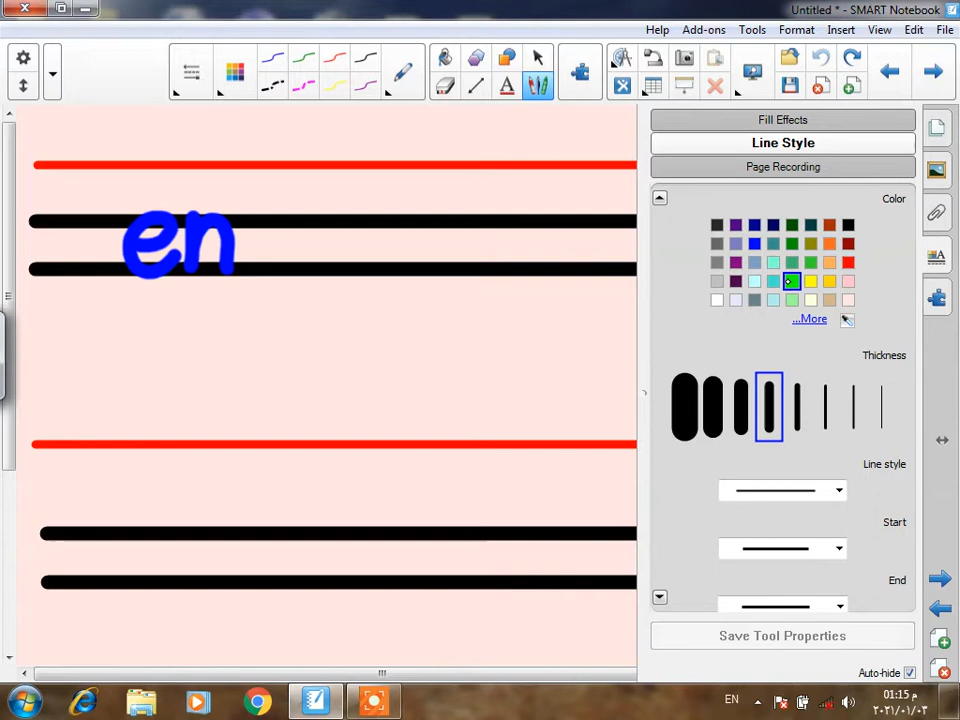 Untitled * - SMART Notebook
Help Add-ons Tools Format Insert View Edit File
Fill Effects
Line Style
Page Recording
Color
en
...More
Thickness
Line style
Start
End
Save Tool Properties
Auto-hide
EN
01:15 م
٢٠٢١/٠١/٠٣